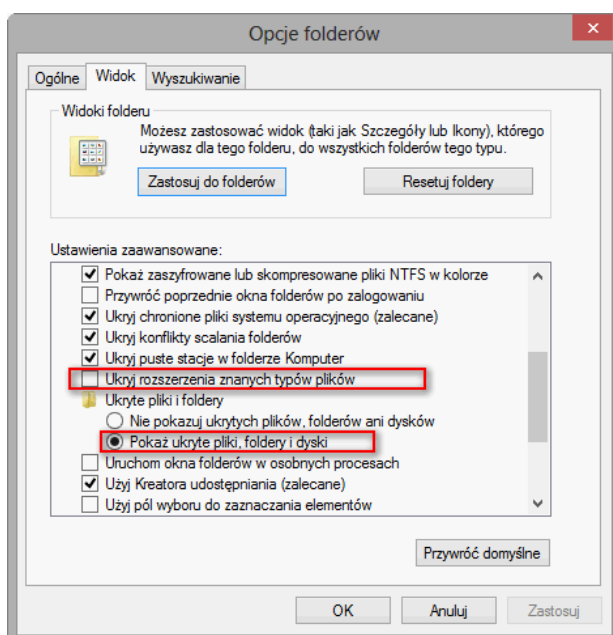 Opcje folderów
Ogólne Widok Wyszukiwanie
Widoki folderu
Możesz zastosować widok (taki jak Szczegóły lub Ikony), którego
używasz dla tego folderu, do wszystkich folderów tego typu.
Zastosuj do folderów Resetuj foldery
Ustawienia zaawansowane:
Pokaż zaszyfrowane lub skompresowane pliki NTFS w kolorze
Przywróć poprzednie okna folderów po zalogowaniu
Ukryj chronione pliki systemu operacyjnego (zalecane)
Ukryj konflikty scalania folderów
Ukryj puste stacje w folderze Komputer
Ukryj rozszerzenia znanych typów plików
Ukryte pliki i foldery
Nie pokazuj ukrytych plików, folderów ani dysków
Pokaż ukryte pliki, foldery i dyski
Uruchom okna folderów w osobnych procesach
Użyj Kreatora udostępniania (zalecane)
Użyj pól wyboru do zaznaczania elementów
Przywróć domyślne
OK Anuluj Zastosuj